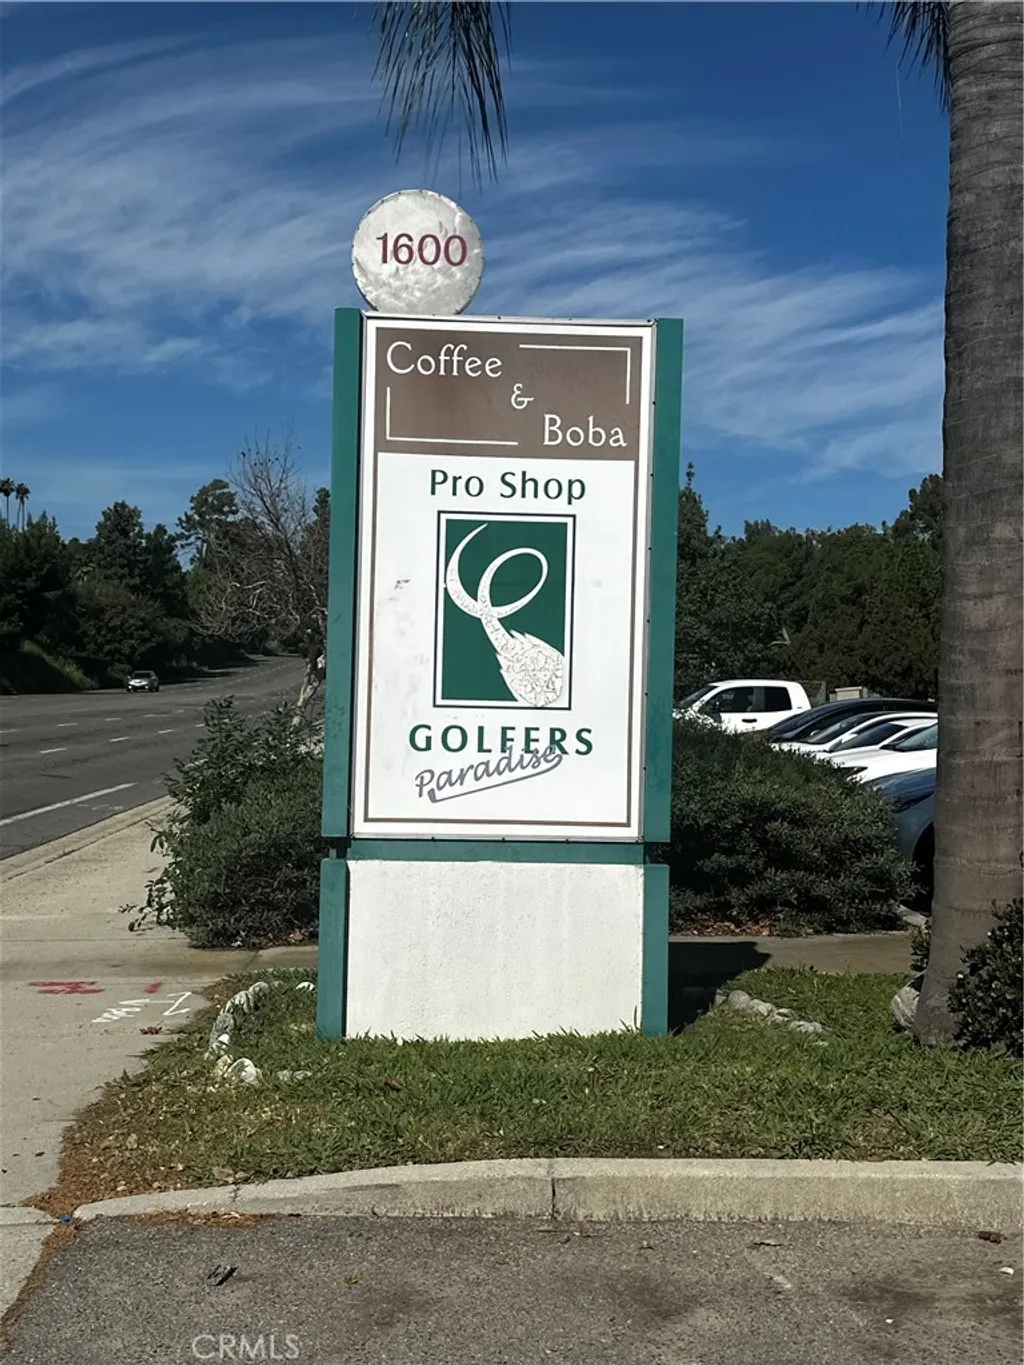 1600
Coffee
&
Boba
Pro Shop
GOLFERS
Paradise
CRMLS